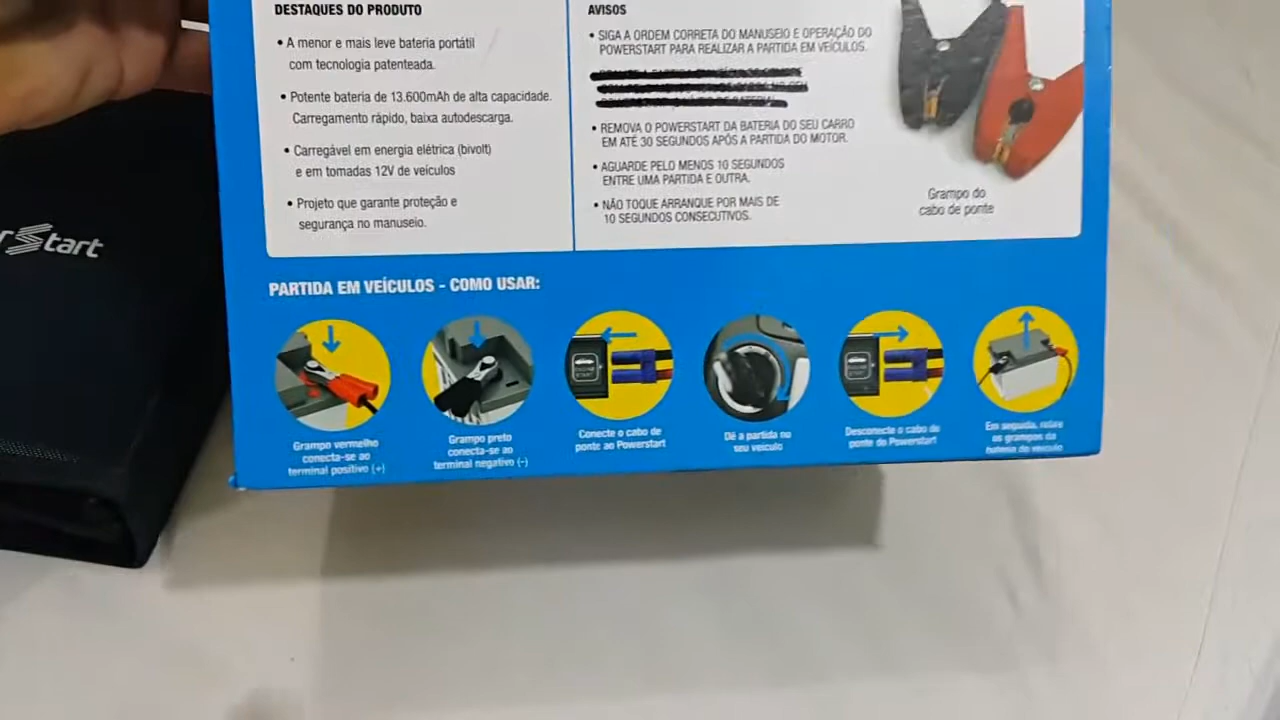 DESTAQUES DO PRODUTO
• A menor e mais leve bateria portátil
com tecnologia patenteada.
• Potente bateria de 13.600mAh de alta capacidade.
Carregamento rápido, baixa autodescarga.
• Carregável em energia elétrica (bivolt)
e em tomadas 12V de veículos
• Projeto que garante proteção e
segurança no manuseio.
AVISOS
• SIGA A ORDEM CORRETA DO MANUSEIO E OPERAÇÃO DO
POWERSTART PARA REALIZAR A PARTIDA EM VEÍCULOS.
• REMOVA O POWERSTART DA BATERIA DO SEU CARRO
EM ATÉ 30 SEGUNDOS APÓS A PARTIDA DO MOTOR.
• AGUARDE PELO MENOS 10 SEGUNDOS
ENTRE UMA PARTIDA E OUTRA.
• NÃO TOQUE ARRANQUE POR MAIS DE
10 SEGUNDOS CONSECUTIVOS.
Grampo do
cabo de ponte
rStart
PARTIDA EM VEÍCULOS - COMO USAR:
Grampo vermelho
conecta-se ao
terminal positivo (+)
Grampo preto
conecta-se ao
terminal negativo (-)
Conecte o cabo de
ponte ao Powerstart
Dê a partida no
seu veículo
Desconecte o cabo de
ponte do Powerstart
Em seguida, retire
os grampos da
bateria do veículo